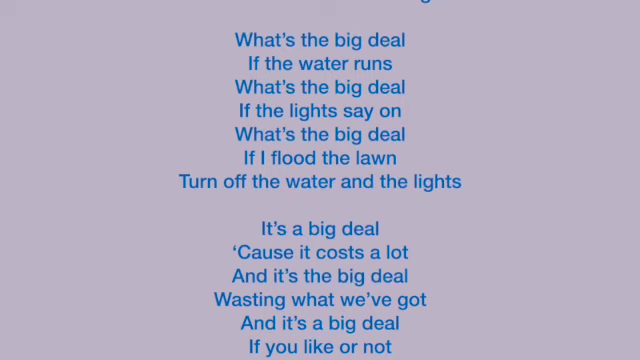 What's the big deal
If the water runs
What's the big deal
If the lights say on
What's the big deal
If I flood the lawn
Turn off the water and the lights
It's a big deal
‘Cause it costs a lot
And it's the big deal
Wasting what we've got
And it's a big deal
If you like or not